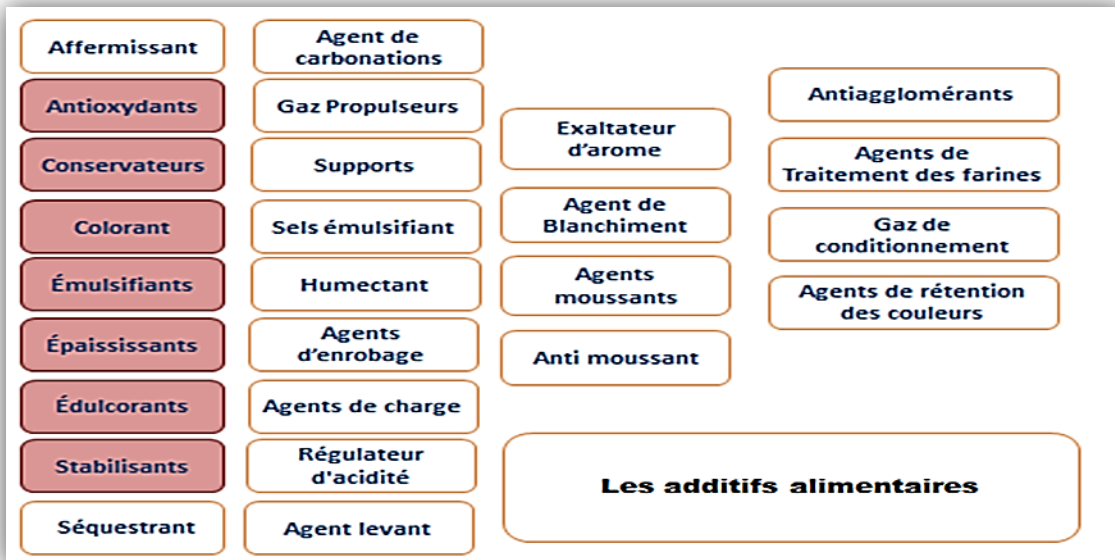 Affermissant
Antioxydants
Conservateurs
Colorant
Émulsifiants
Épaississants
Édulcorants
Stabilisants
Séquestrant
Agent de
carbonations
Gaz Propulseurs
Supports
Sels émulsifiant
Humectant
Agents
d’enrobage
Agents de charge
Régulateur
d'acidité
Agent levant
Exaltateur
d’arome
Agent de
Blanchiment
Agents
moussants
Anti moussant
Antiagglomérants
Agents de
Traitement des farines
Gaz de
conditionnement
Agents de rétention
des couleurs
Les additifs alimentaires